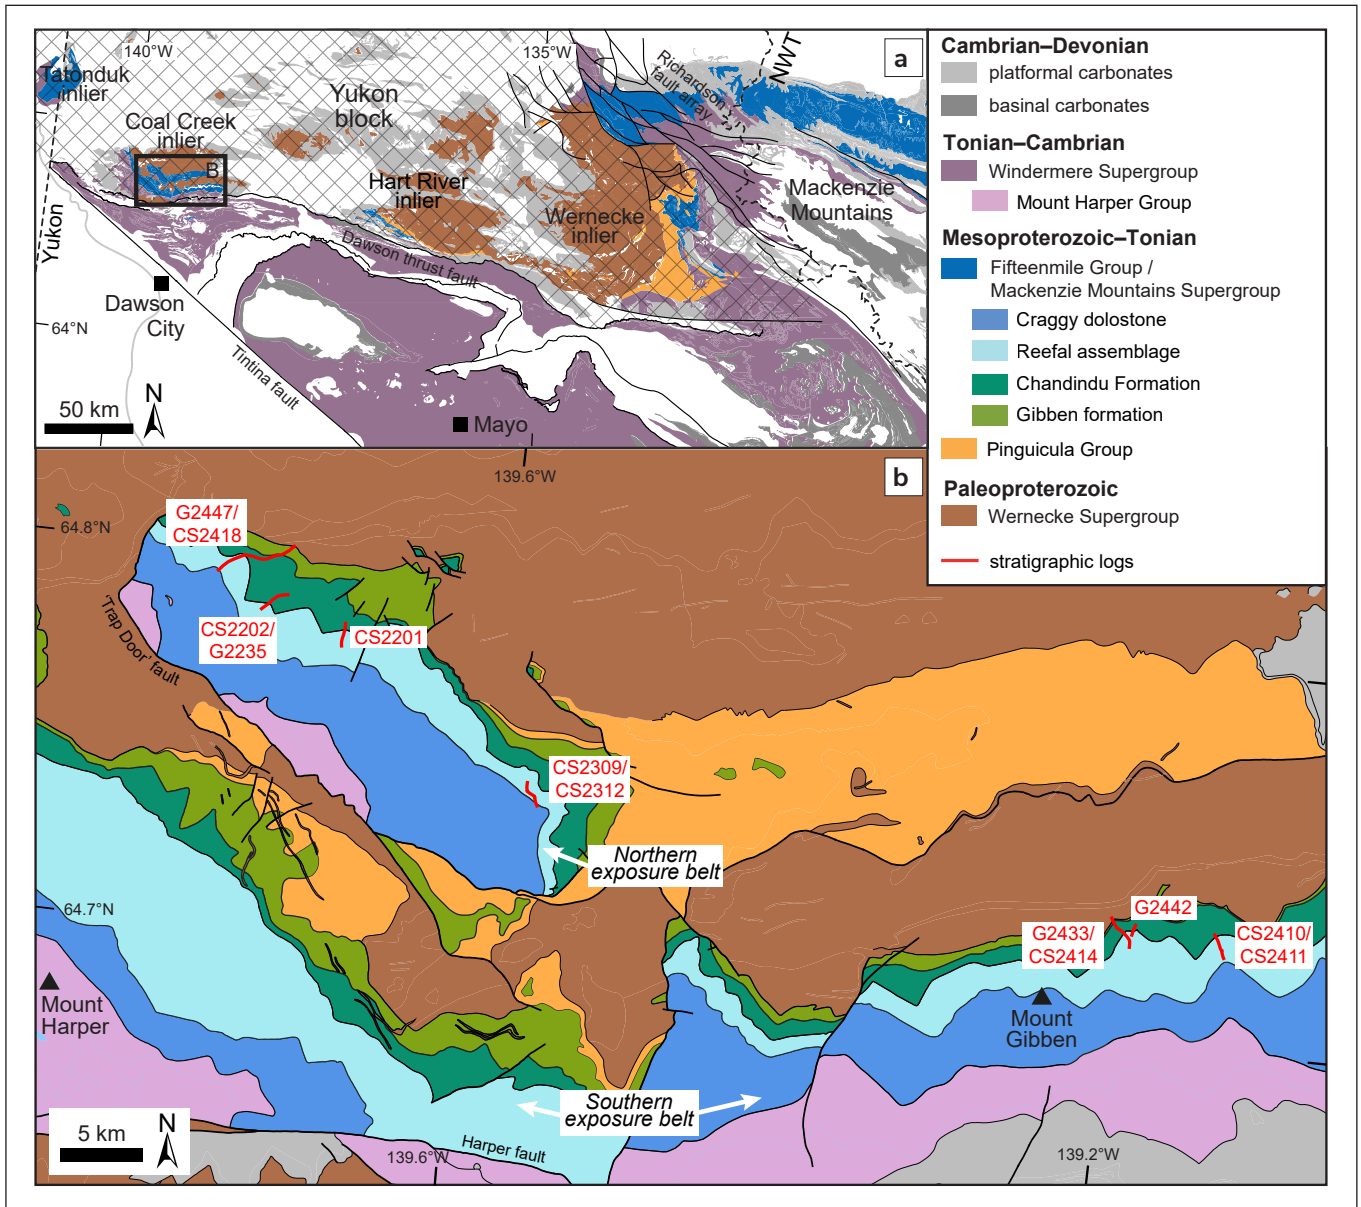 a
140°W
135°W
NWT
Tatonduk
inlier
Yukon
block
Richardson
fault array
Coal Creek
inlier
B
Hart River
inlier
Wernecke
inlier
Mackenzie
Mountains
Yukon
Dawson thrust fault
Dawson
City
64°N
Tintina fault
N
50 km
Mayo
Cambrian–Devonian
platformal carbonates
basinal carbonates
Tonian–Cambrian
Windermere Supergroup
Mount Harper Group
Mesoproterozoic–Tonian
Fifteenmile Group /
Mackenzie Mountains Supergroup
Craggy dolostone
Reefal assemblage
Chandindu Formation
Gibben formation
Pinguicula Group
Paleoproterozoic
Wernecke Supergroup
stratigraphic logs
b
139.6°W
64.8°N
G2447/
CS2418
'Trap Door' fault
CS2202/
G2235
CS2201
CS2309/
CS2312
Northern
exposure belt
64.7°N
G2442
G2433/
CS2414
CS2410/
CS2411
Mount
Harper
Mount
Gibben
Southern
exposure belt
5 km
N
Harper fault
139.6°W
139.2°W